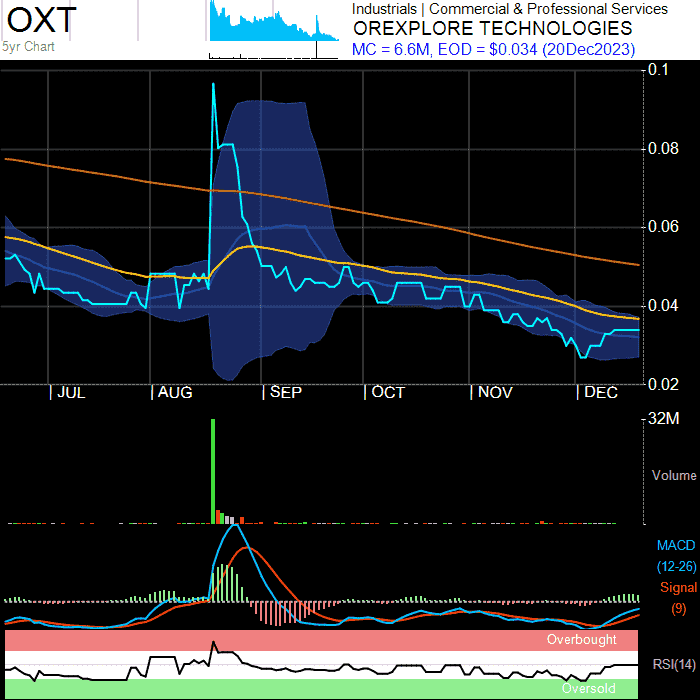 OXT
5yr Chart
Industrials | Commercial & Professional Services
OREXPLORE TECHNOLOGIES
MC = 6.6M, EOD = $0.034 (20Dec2023)
0.1
0.08
0.06
0.04
0.02
| JUL | AUG | SEP | OCT | NOV | DEC
32M
Volume
MACD
(12-26)
Signal
(9)
Overbought
RSI(14)
Oversold